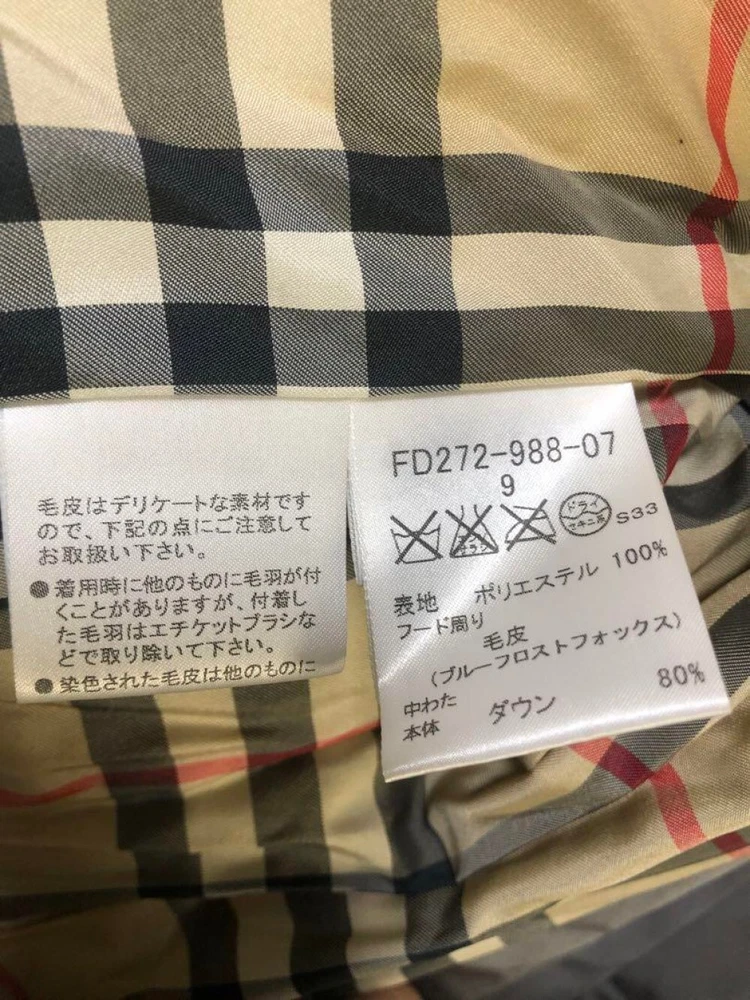 毛皮はデリケートな素材です
ので、下記の点にご注意して
お取扱い下さい。
●着用時に他のものに毛羽が付
くことがありますが、付着し
た毛羽はエチケットブラシな
どで取り除いて下さい。
●染色された毛皮は他のものに
FD272-988-07
9
ドライ
セキユ系
S33
表地 ポリエステル 100%
フード周り
毛皮
(ブルーフロストフォックス)
中わた 80%
本体 ダウン